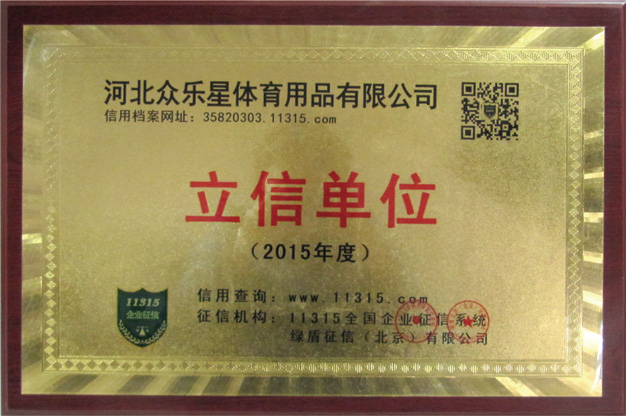 河北众乐星体育用品有限公司
信用档案网址：35820303.11315.com
立信单位
（2015年度）
11315
企业征信
信用查询：www.11315.com
征信机构：11315全国企业征信系统
绿盾征信（北京）有限公司